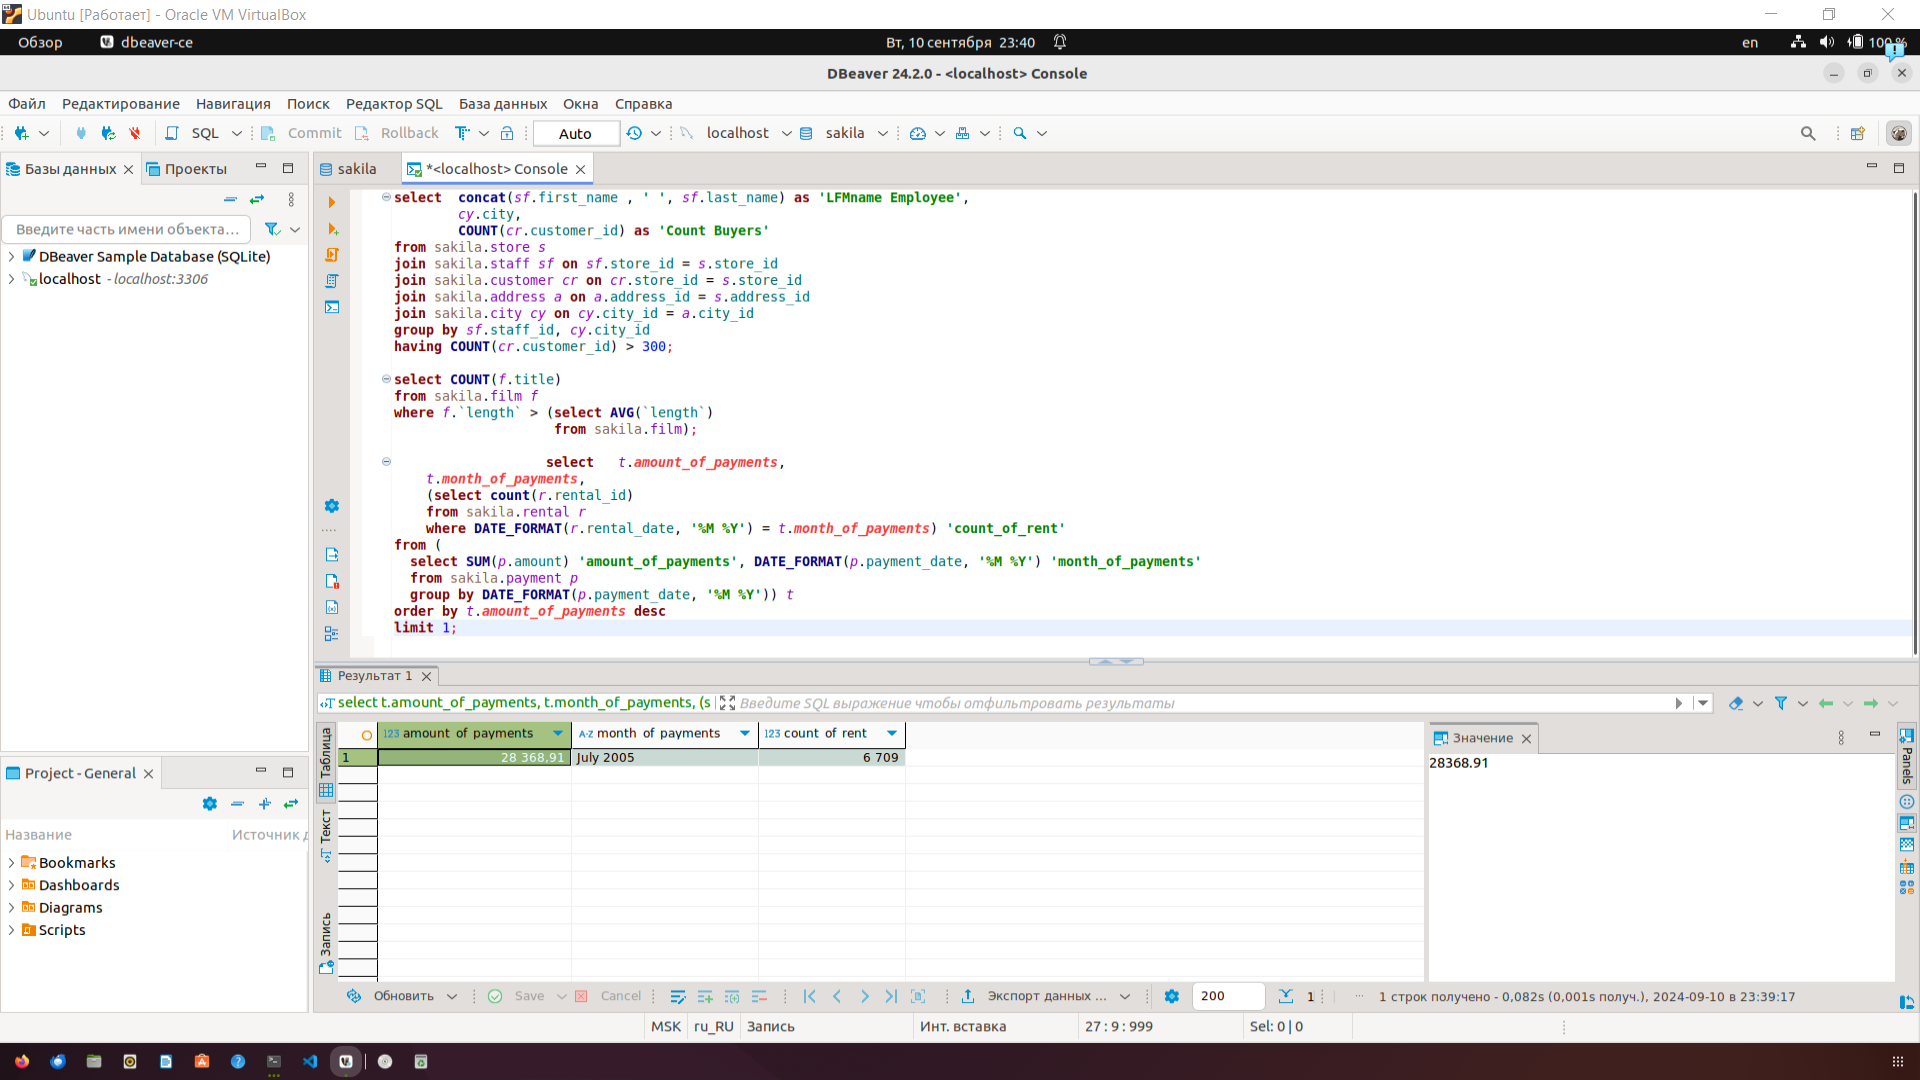 Ubuntu [Работает] - Oracle VM VirtualBox
Обзор
dbeaver-ce
Вт, 10 сентября 23:40
en
100 %
DBeaver 24.2.0 - <localhost> Console
Файл Редактирование Навигация Поиск Редактор SQL База данных Окна Справка
SQL Commit Rollback Auto localhost sakila
Базы данных
Проекты
sakila
*<localhost> Console
Введите часть имени объекта...
DBeaver Sample Database (SQLite)
localhost - localhost:3306
select  concat(sf.first_name , ' ', sf.last_name) as 'LFMname Employee',
        cy.city,
        COUNT(cr.customer_id) as 'Count Buyers'
from sakila.store s
join sakila.staff sf on sf.store_id = s.store_id
join sakila.customer cr on cr.store_id = s.store_id
join sakila.address a on a.address_id = s.address_id
join sakila.city cy on cy.city_id = a.city_id
group by sf.staff_id, cy.city_id
having COUNT(cr.customer_id) > 300;
select COUNT(f.title)
from sakila.film f
where f.`length` > (select AVG(`length`)
                    from sakila.film);
                   select   t.amount_of_payments,
    t.month_of_payments,
    (select count(r.rental_id)
    from sakila.rental r
    where DATE_FORMAT(r.rental_date, '%M %Y') = t.month_of_payments) 'count_of_rent'
from (
  select SUM(p.amount) 'amount_of_payments', DATE_FORMAT(p.payment_date, '%M %Y') 'month_of_payments'
  from sakila.payment p
  group by DATE_FORMAT(p.payment_date, '%M %Y')) t
order by t.amount_of_payments desc
limit 1;
Результат 1
select t.amount_of_payments, t.month_of_payments, (s
Введите SQL выражение чтобы отфильтровать результаты
Таблица
Текст
Запись
123 amount_of_payments
A-Z month_of_payments
123 count_of_rent
1
28 368,91
July 2005
6 709
Значение
28368.91
Panels
Project - General
Название
Источник д
Bookmarks
Dashboards
Diagrams
Scripts
Обновить Save Cancel Экспорт данных ... 200 1 ... 1 строк получено - 0,082s (0,001s получ.), 2024-09-10 в 23:39:17
MSK ru_RU Запись Инт. вставка 27 : 9 : 999 Sel: 0 | 0